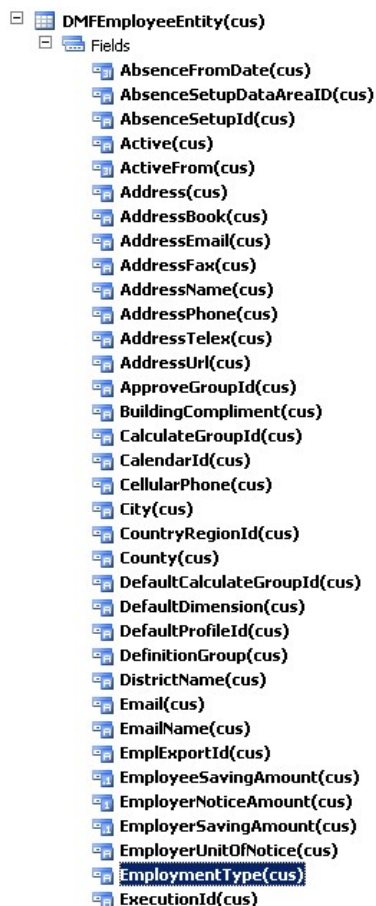 DMFEmployeeEntity(cus)
Fields
AbsenceFromDate(cus)
AbsenceSetupDataAreaID(cus)
AbsenceSetupId(cus)
Active(cus)
ActiveFrom(cus)
Address(cus)
AddressBook(cus)
AddressEmail(cus)
AddressFax(cus)
AddressName(cus)
AddressPhone(cus)
AddressTelex(cus)
AddressUrl(cus)
ApproveGroupId(cus)
BuildingCompliment(cus)
CalculateGroupId(cus)
CalendarId(cus)
CellularPhone(cus)
City(cus)
CountryRegionId(cus)
County(cus)
DefaultCalculateGroupId(cus)
DefaultDimension(cus)
DefaultProfileId(cus)
DefinitionGroup(cus)
DistrictName(cus)
Email(cus)
EmailName(cus)
EmplExportId(cus)
EmployeeSavingAmount(cus)
EmployerNoticeAmount(cus)
EmployerSavingAmount(cus)
EmployerUnitOfNotice(cus)
EmploymentType(cus)
ExecutionId(cus)